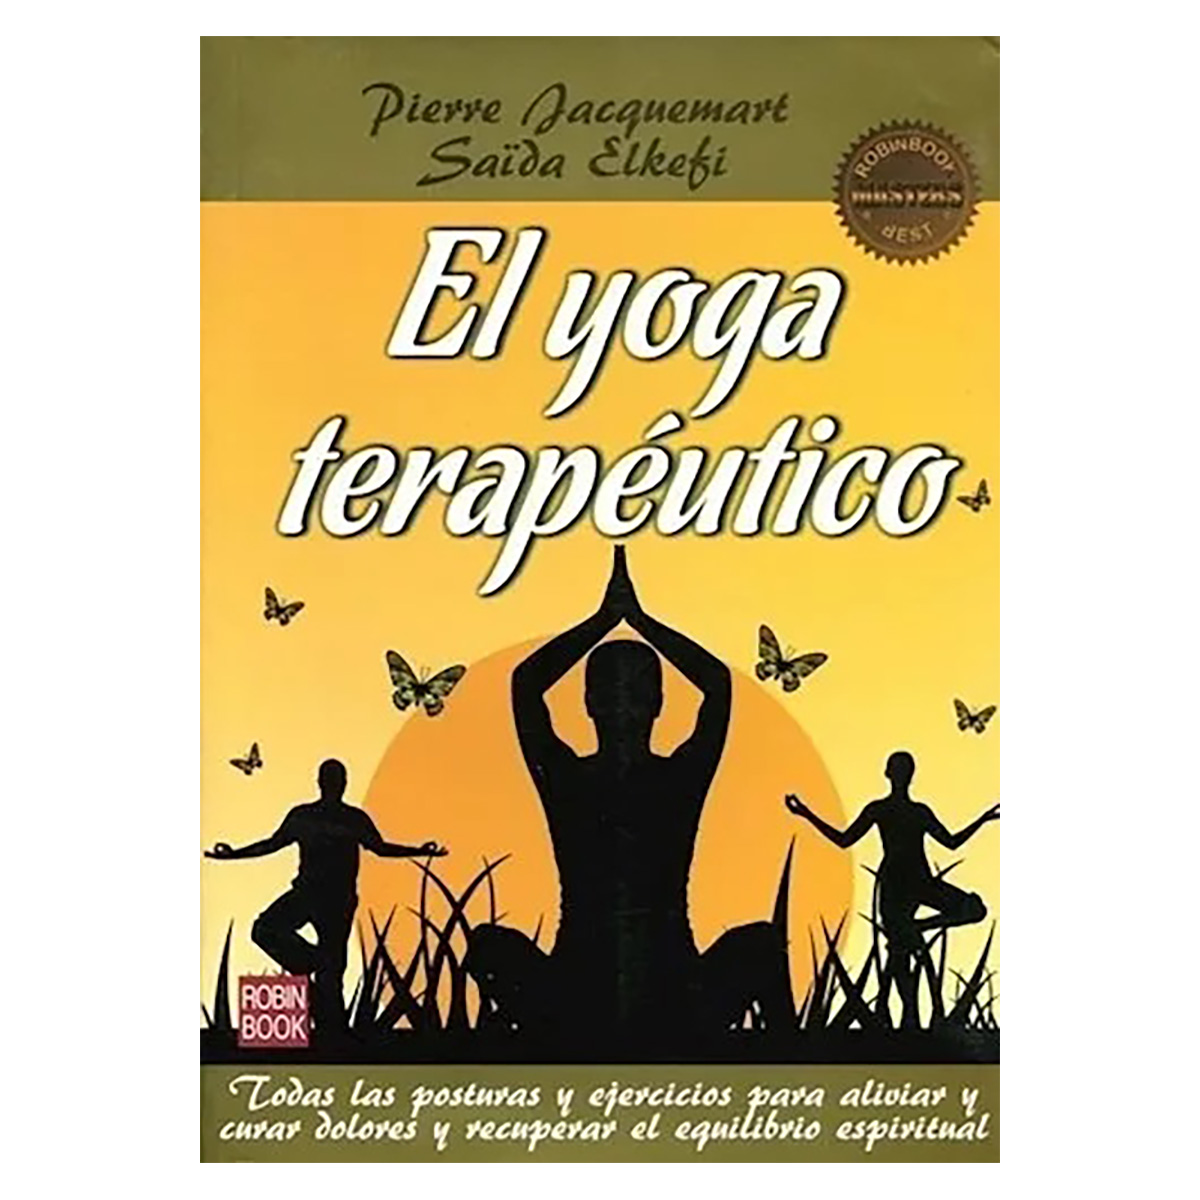 Pierre Jacquemart
Saïda Elkefi
ROBINBOOK
MASTERS
BEST
El yoga
terapéutico
ROBIN
BOOK
Todas las posturas y ejercicios para aliviar y
curar dolores y recuperar el equilibrio espiritual